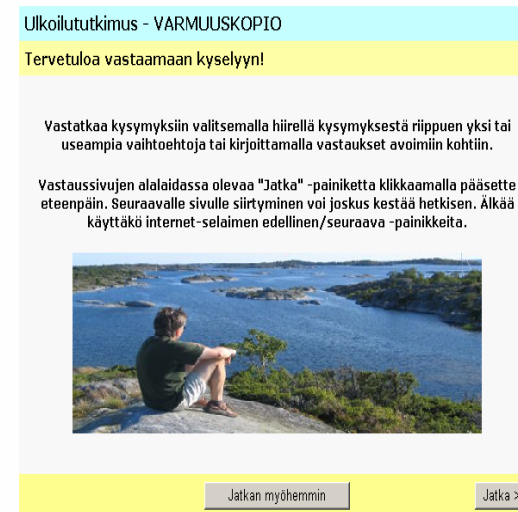 Ulkoilututkimus - VARMUUSKOPIO
Tervetuloa vastaamaan kyselyyn!
Vastatkaa kysymyksiin valitsemalla hiirellä kysymyksestä riippuen yksi tai
useampia vaihtoehtoja tai kirjoittamalla vastaukset avoimiin kohtiin.
Vastaussivujen alalaidassa olevaa "Jatka" -painiketta klikkaamalla pääsette
eteenpäin. Seuraavalle sivulle siirtyminen voi joskus kestää hetkisen. Älkää
käyttäkö internet-selaimen edellinen/seuraava -painikkeita.
Jatkan myöhemmin
Jatka >